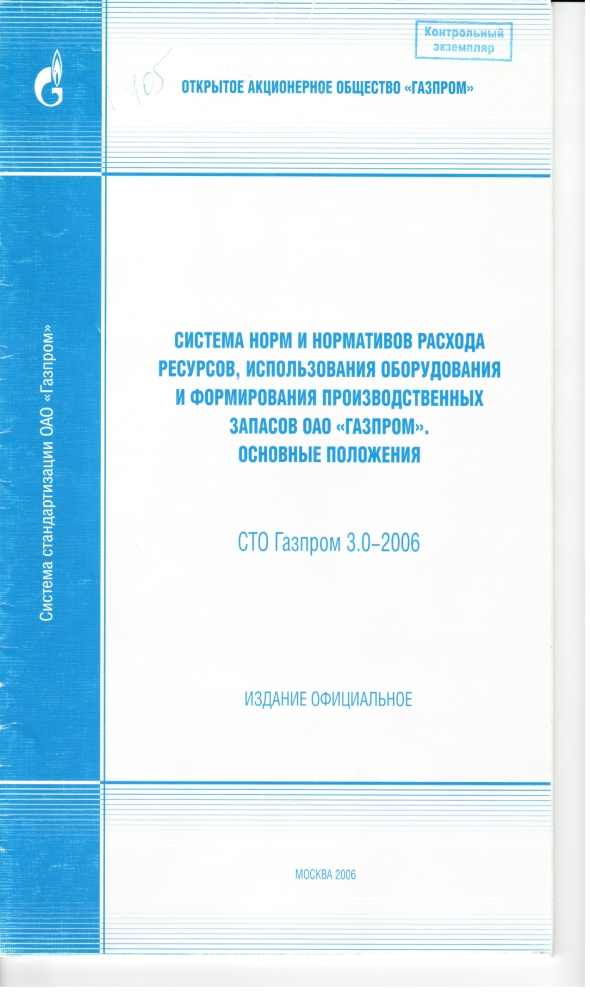 Контрольный
экземпляр
105
ОТКРЫТОЕ АКЦИОНЕРНОЕ ОБЩЕСТВО «ГАЗПРОМ»
Система стандартизации ОАО «Газпром»
СИСТЕМА НОРМ И НОРМАТИВОВ РАСХОДА
РЕСУРСОВ, ИСПОЛЬЗОВАНИЯ ОБОРУДОВАНИЯ
И ФОРМИРОВАНИЯ ПРОИЗВОДСТВЕННЫХ
ЗАПАСОВ ОАО «ГАЗПРОМ».
ОСНОВНЫЕ ПОЛОЖЕНИЯ
СТО Газпром 3.0–2006
ИЗДАНИЕ ОФИЦИАЛЬНОЕ
МОСКВА 2006